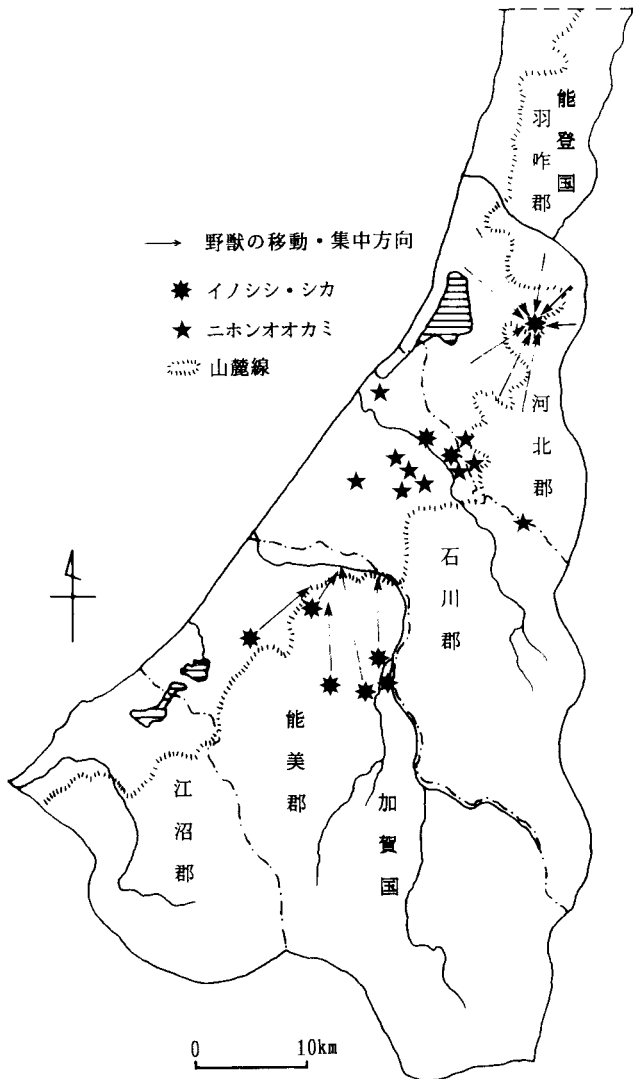 能登国
羽咋郡
→ 野獣の移動・集中方向
イノシシ・シカ
★ ニホンオオカミ
山麓線
河北郡
石川郡
能美郡
加賀国
江沼郡
0 10km